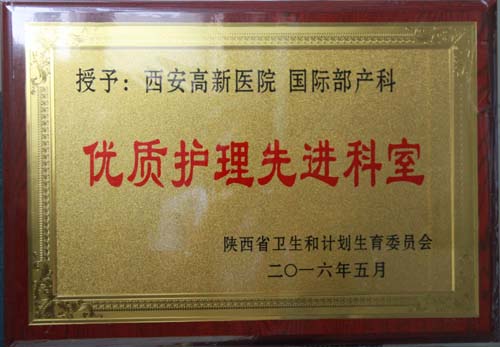 授予：西安高新医院 国际部产科
优质护理先进科室
陕西省卫生和计划生育委员会
二〇一六年五月